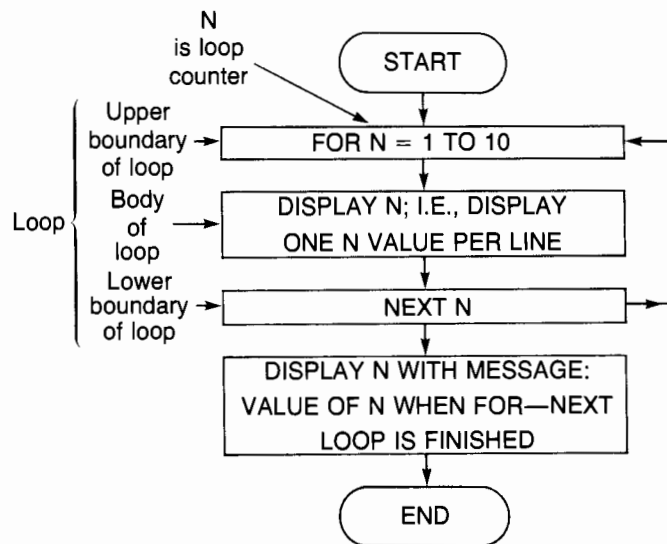 N
is loop
counter
START
Upper
boundary
of loop
FOR N = 1 TO 10
Loop
Body
of
loop
DISPLAY N; I.E., DISPLAY
ONE N VALUE PER LINE
Lower
boundary
of loop
NEXT N
DISPLAY N WITH MESSAGE:
VALUE OF N WHEN FOR—NEXT
LOOP IS FINISHED
END